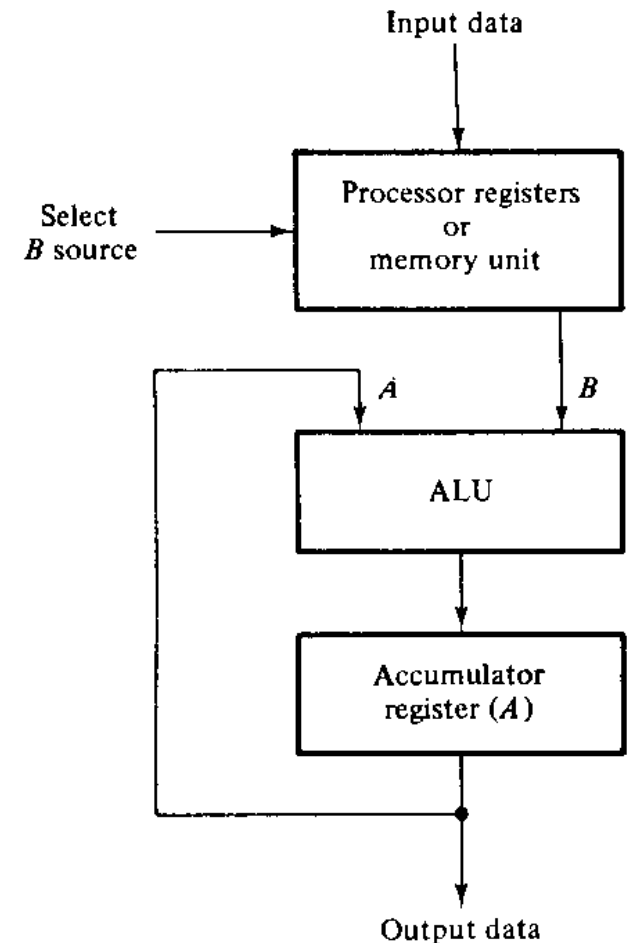 Input data
Processor registers
or
memory unit
Select
B source
A
B
ALU
Accumulator
register (A)
Output data